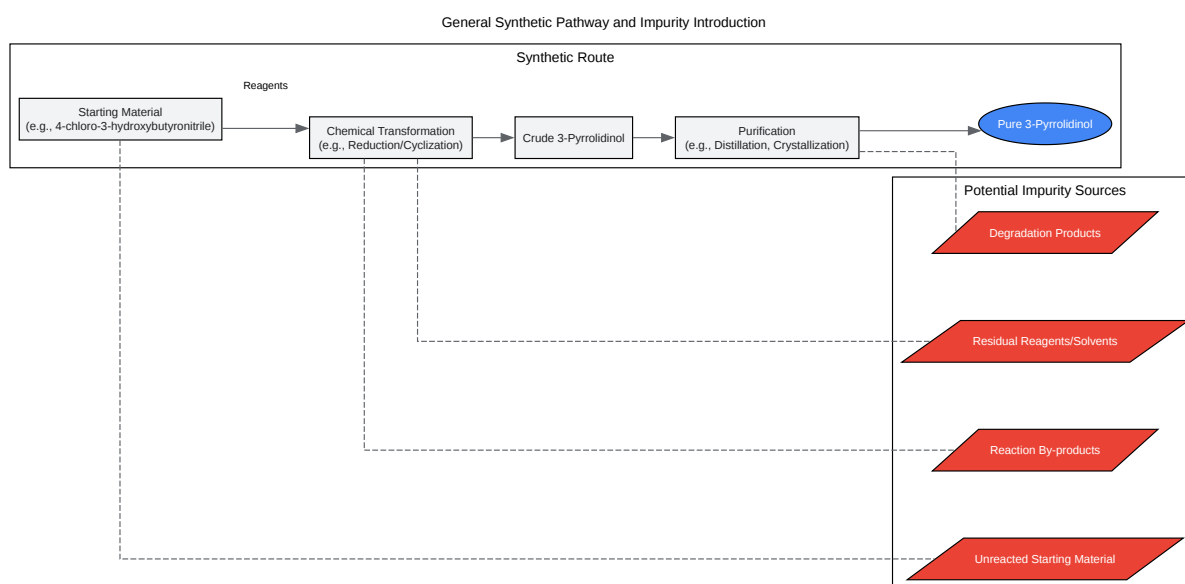 General Synthetic Pathway and Impurity Introduction
Synthetic Route
Reagents
Starting Material
(e.g., 4-chloro-3-hydroxybutyronitrile)
Chemical Transformation
(e.g., Reduction/Cyclization)
Crude 3-Pyrrolidinol
Purification
(e.g., Distillation, Crystallization)
Pure 3-Pyrrolidinol
Potential Impurity Sources
Degradation Products
Residual Reagents/Solvents
Reaction By-products
Unreacted Starting Material